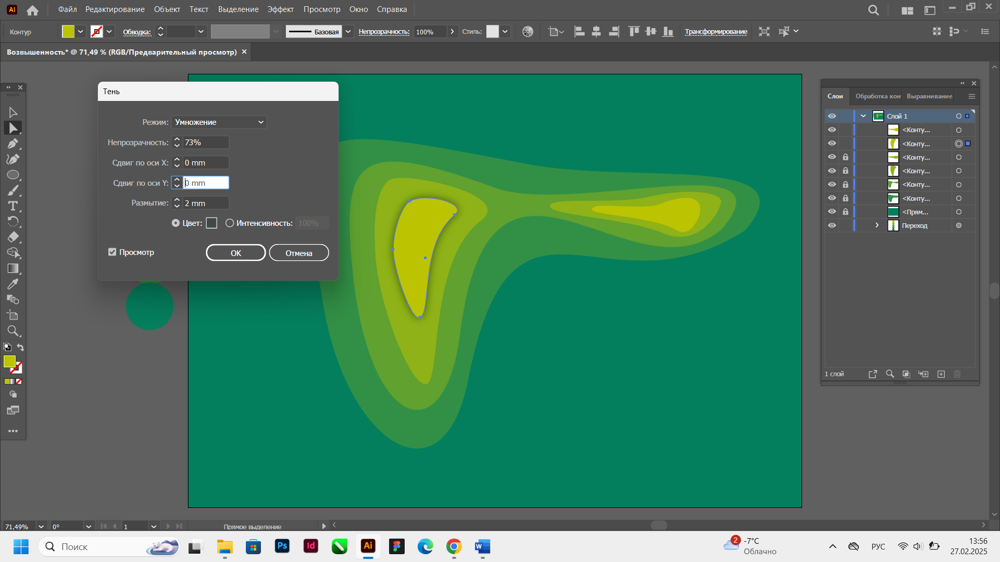 Ai Файл Редактирование Объект Текст Выделение Эффект Просмотр Окно Справка
Контур Обводка: Базовая Непрозрачность: 100% Стиль: Трансформирование
Возвышенность* @ 71,49 % (RGB/Предварительный просмотр) ×
Тень
Режим: Умножение
Непрозрачность: 73%
Сдвиг по оси X: 0 mm
Сдвиг по оси Y: 0 mm
Размытие: 2 mm
Цвет: Интенсивность: 100%
Просмотр OK Отмена
Слои Обработка кон Выравнивание
Слой 1
<Конту...
<Конту...
<Конту...
<Конту...
<Конту...
<Конту...
<Прям...
Переход
1 слой
71,49% 0° 1 Прямое выделение
Поиск Ps Id Ai W 2 -7°C РУС 13:56
Облачно 27.02.2025